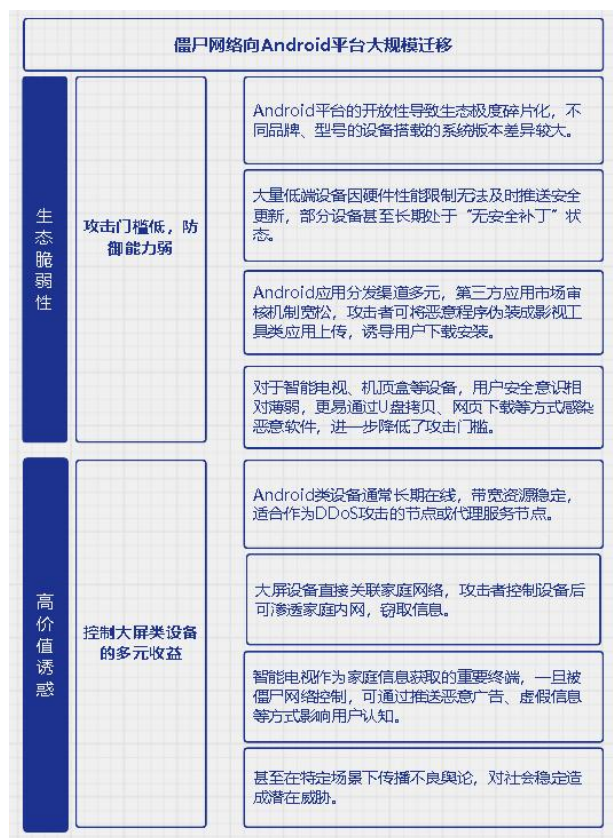 僵尸网络向Android平台大规模迁移
生态脆弱性
攻击门槛低，防
御能力弱
Android平台的开放性导致生态极度碎片化，不
同品牌、型号的设备搭载的系统版本差异较大。
大量低端设备因硬件性能限制无法及时推送安全
更新，部分设备甚至长期处于“无安全补丁”状
态。
Android应用分发渠道多元，第三方应用市场审
核机制宽松，攻击者可将恶意程序伪装成影视工
具类应用上传，诱导用户下载安装。
对于智能电视、机顶盒等设备，用户安全意识相
对薄弱，更易通过U盘拷贝、网页下载等方式感染
恶意软件，进一步降低了攻击门槛。
高价值诱惑
控制大屏类设备
的多元收益
Android类设备通常长期在线，带宽资源稳定，
适合作为DDoS攻击的节点或代理服务节点。
大屏设备直接关联家庭网络，攻击者控制设备后
可渗透家庭内网，窃取信息。
智能电视作为家庭信息获取的重要终端，一旦被
僵尸网络控制，可通过推送恶意广告、虚假信息
等方式影响用户认知。
甚至在特定场景下传播不良舆论，对社会稳定造
成潜在威胁。